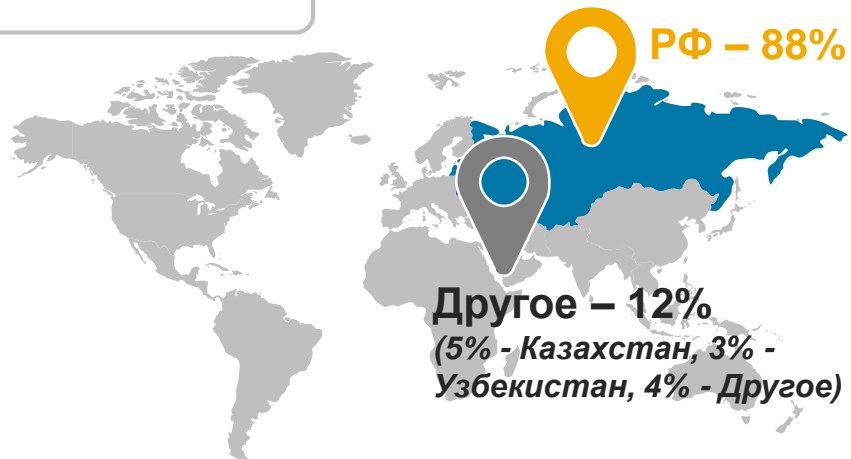 РФ – 88%
Другое – 12%
(5% - Казахстан, 3% -
Узбекистан, 4% - Другое)